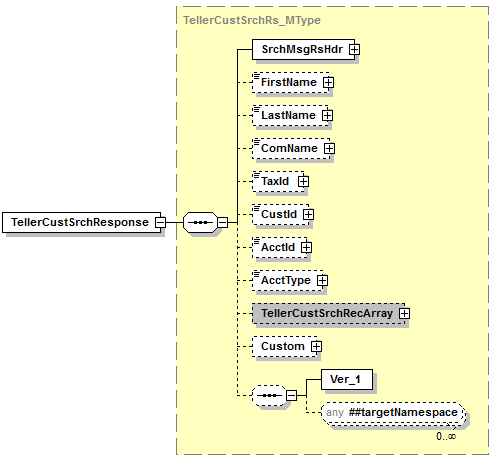 TellerCustSrchRs_MType
SrchMsgRsHdr
FirstName
LastName
ComName
TaxId
CustId
TellerCustSrchResponse
AcctId
AcctType
TellerCustSrchRecArray
Custom
Ver_1
any ##targetNamespace
0..∞